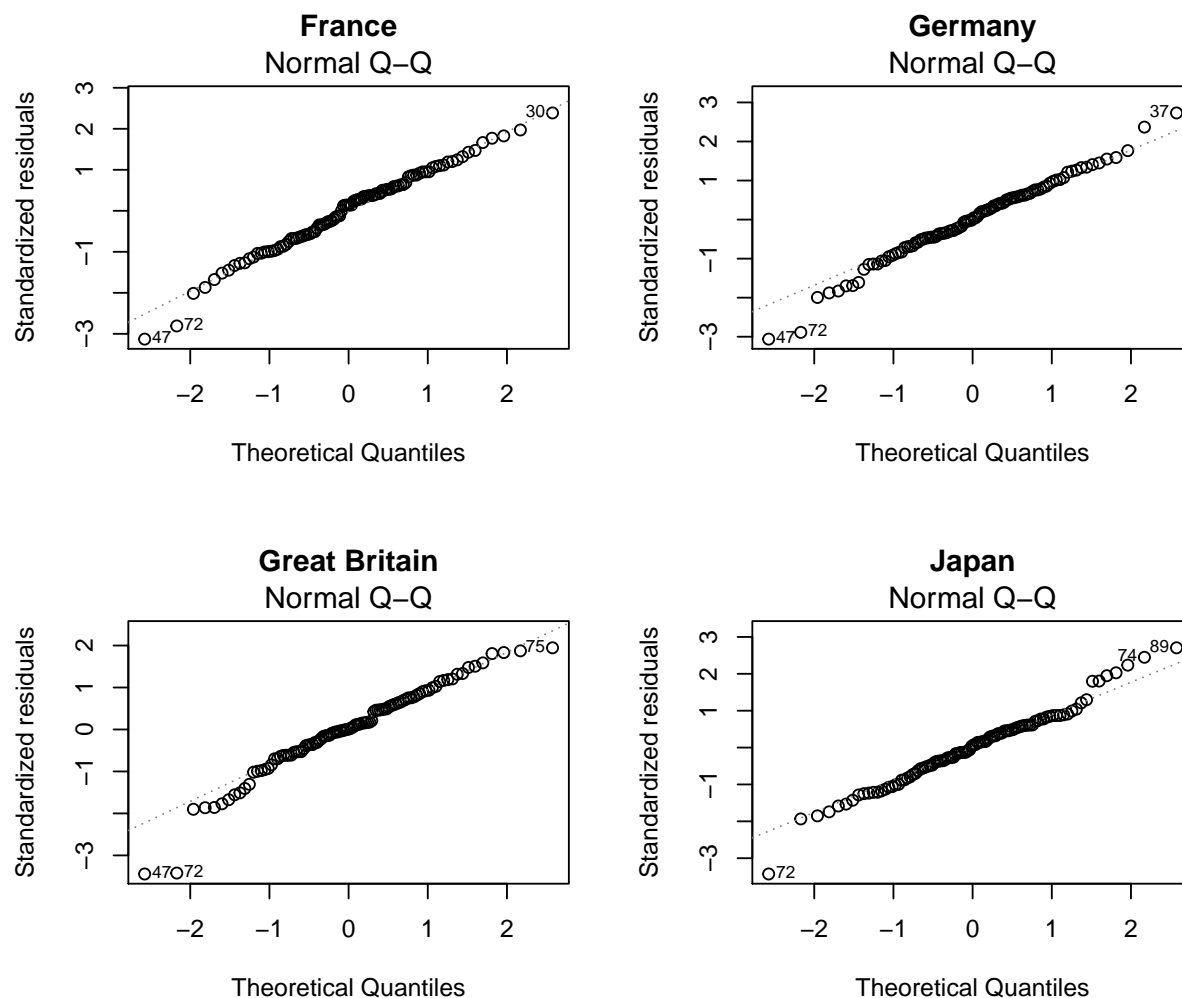 France
Normal Q−Q
Standardized residuals
3
2
1
−1
−3
30
72
47
−2 −1 0 1 2
Theoretical Quantiles
Germany
Normal Q−Q
Standardized residuals
3
2
1
−1
−3
37
72
47
−2 −1 0 1 2
Theoretical Quantiles
Great Britain
Normal Q−Q
Standardized residuals
2
1
0
−1
−3
75
47 72
−2 −1 0 1 2
Theoretical Quantiles
Japan
Normal Q−Q
Standardized residuals
3
2
1
−1
−3
74 89
72
−2 −1 0 1 2
Theoretical Quantiles